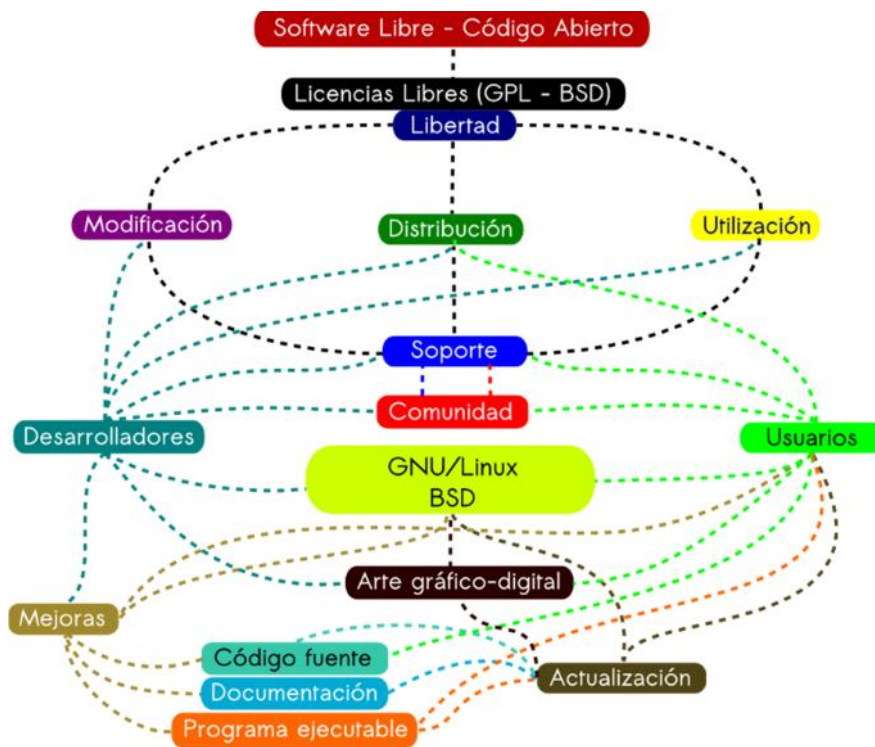 Software Libre - Código Abierto
Licencias Libres (GPL - BSD)
Libertad
Modificación
Distribución
Utilización
Soporte
Comunidad
Desarrolladores
Usuarios
GNU/Linux
BSD
Arte gráfico-digital
Mejoras
Código fuente
Actualización
Documentación
Programa ejecutable